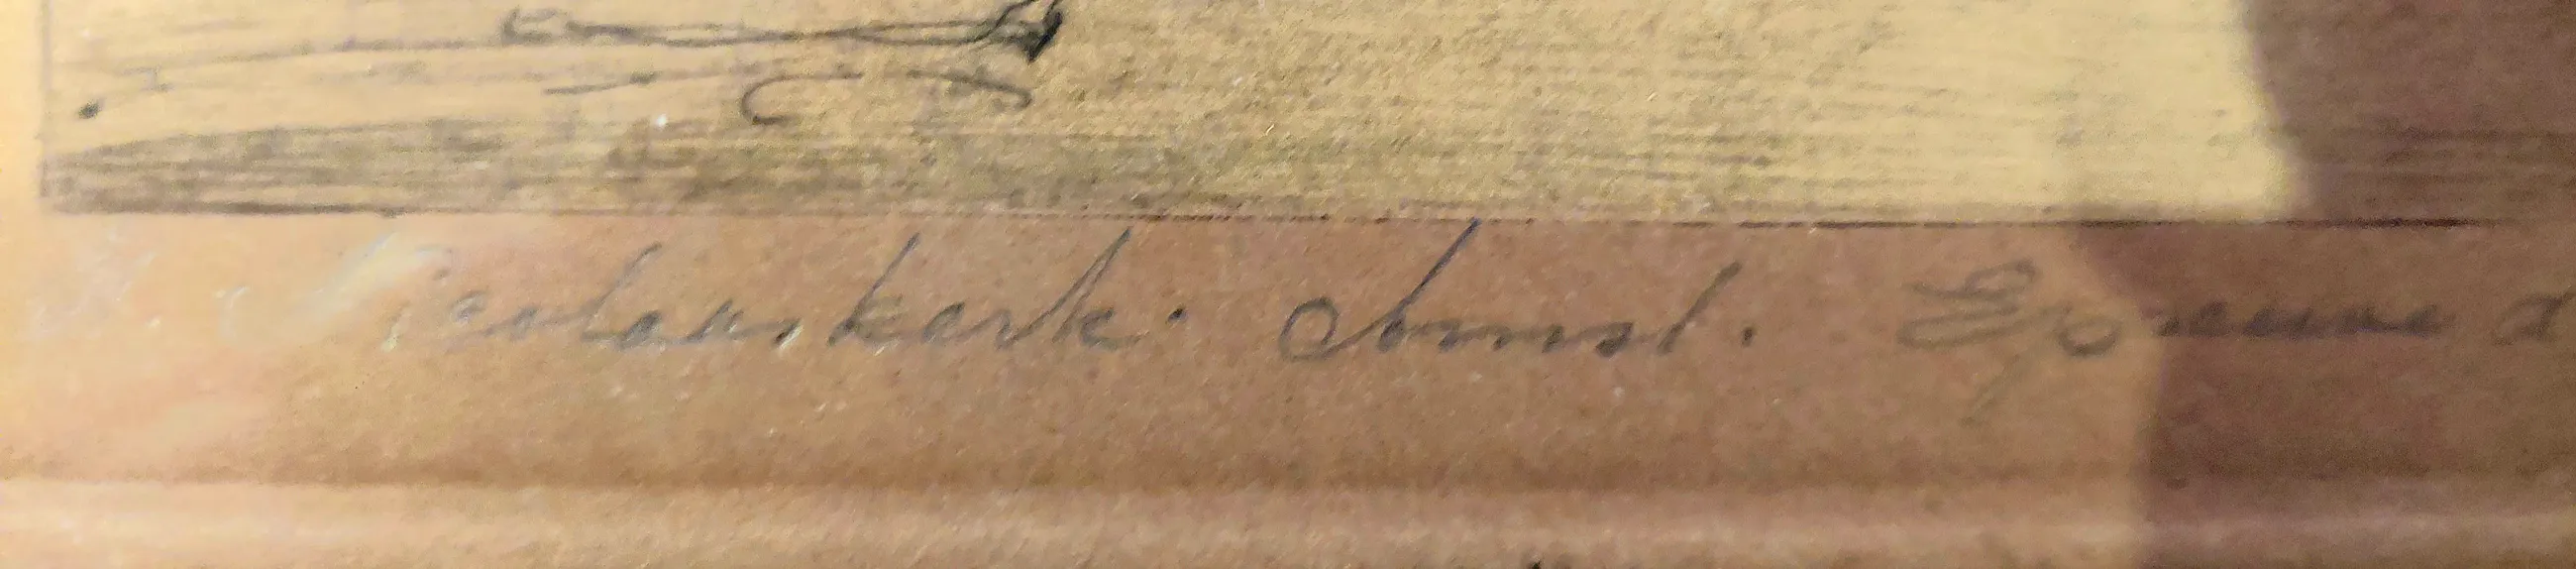 Nicolaaskerk. Amst. Epreuve d